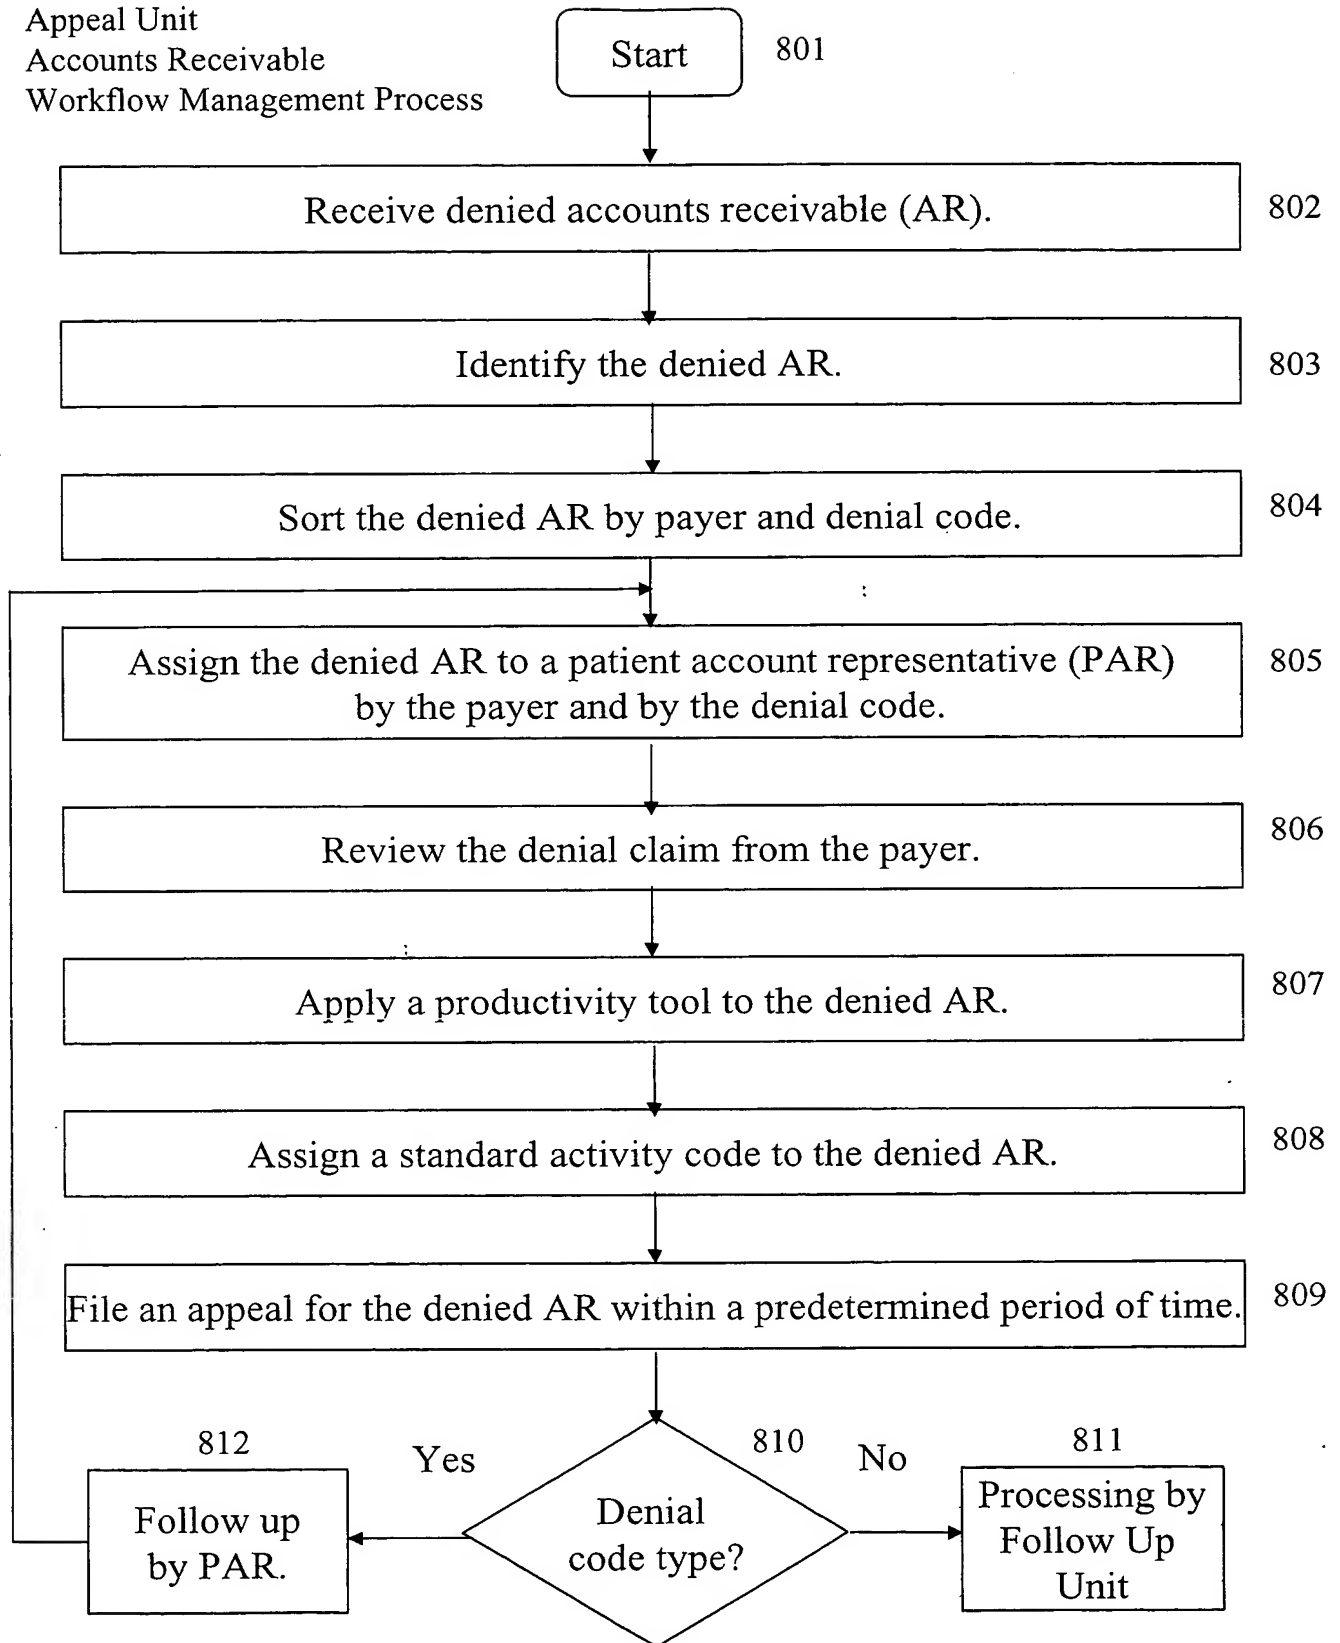 Appeal Unit
Accounts Receivable
Workflow Management Process
Start
801
Receive denied accounts receivable (AR).
802
Identify the denied AR.
803
Sort the denied AR by payer and denial code.
804
Assign the denied AR to a patient account representative (PAR)
by the payer and by the denial code.
805
Review the denial claim from the payer.
806
Apply a productivity tool to the denied AR.
807
Assign a standard activity code to the denied AR.
808
File an appeal for the denied AR within a predetermined period of time.
809
812
Yes
810
No
811
Follow up
by PAR.
Denial
code type?
Processing by
Follow Up
Unit